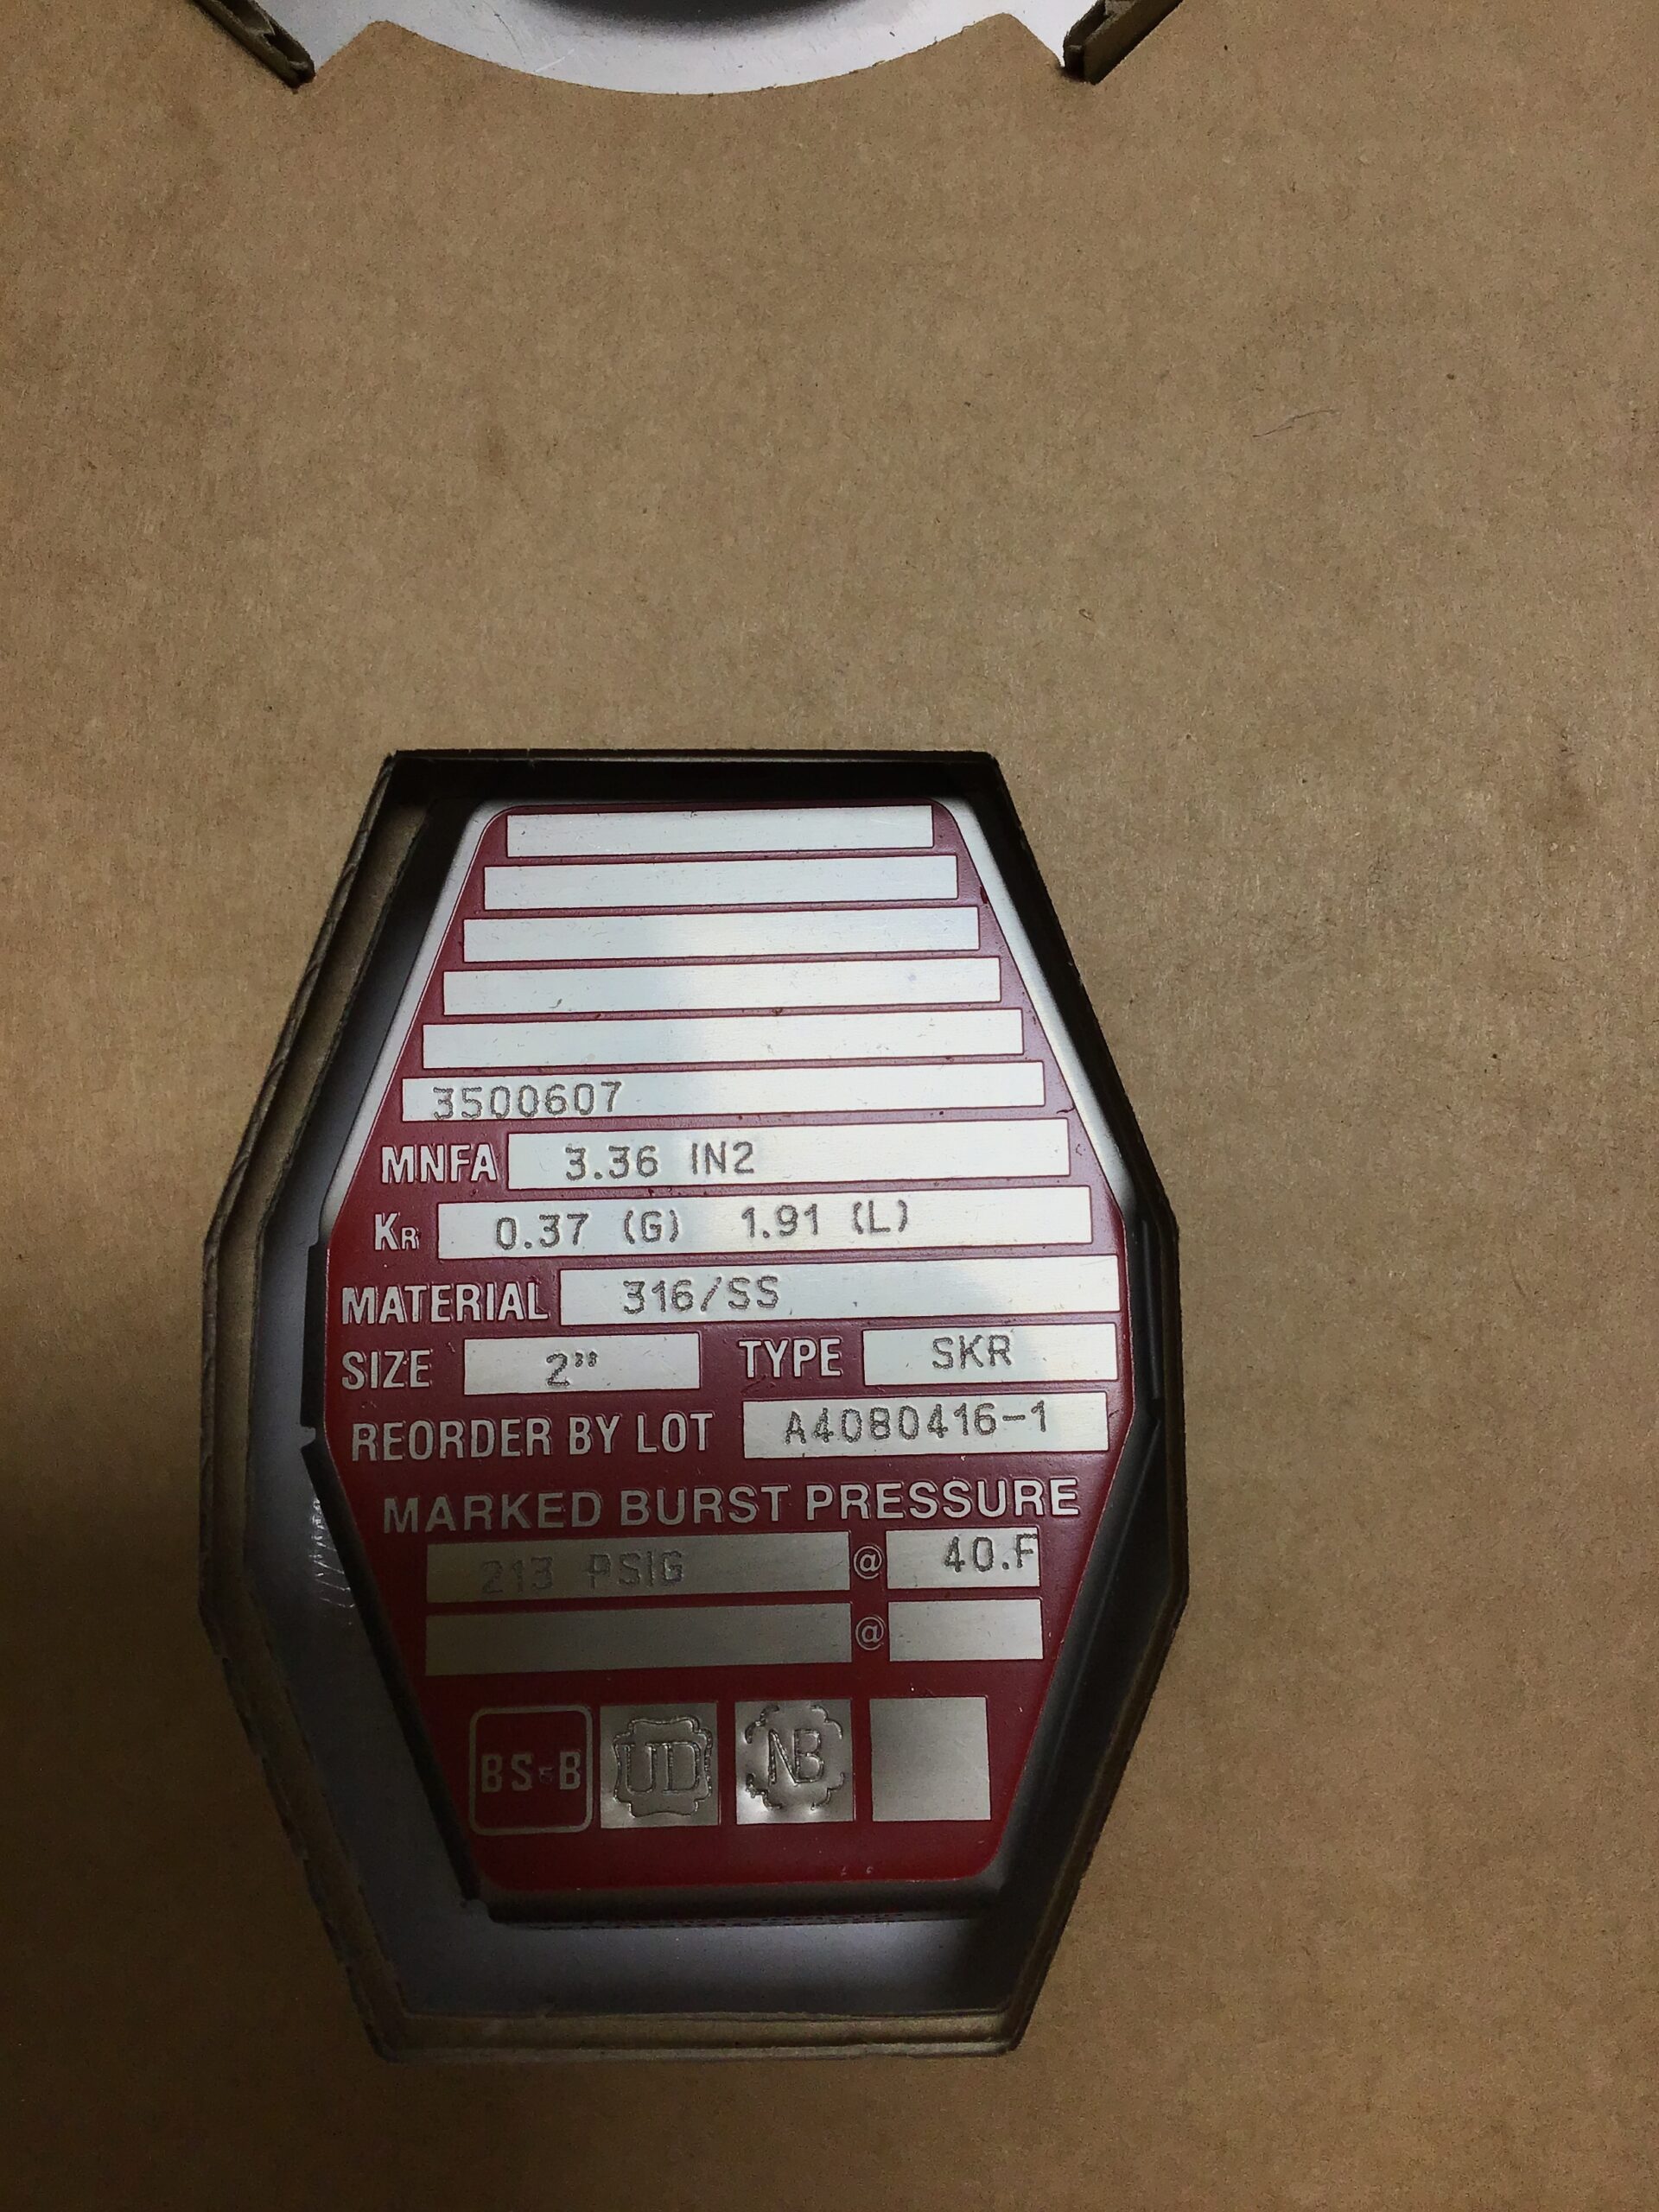 3500607
MNFA 3.36 IN2
KR 0.37 (G) 1.91 (L)
MATERIAL 316/SS
SIZE 2" TYPE SKR
REORDER BY LOT A4080416-1
MARKED BURST PRESSURE
213 PSIG @ 40.F
@
BS&B UD NB